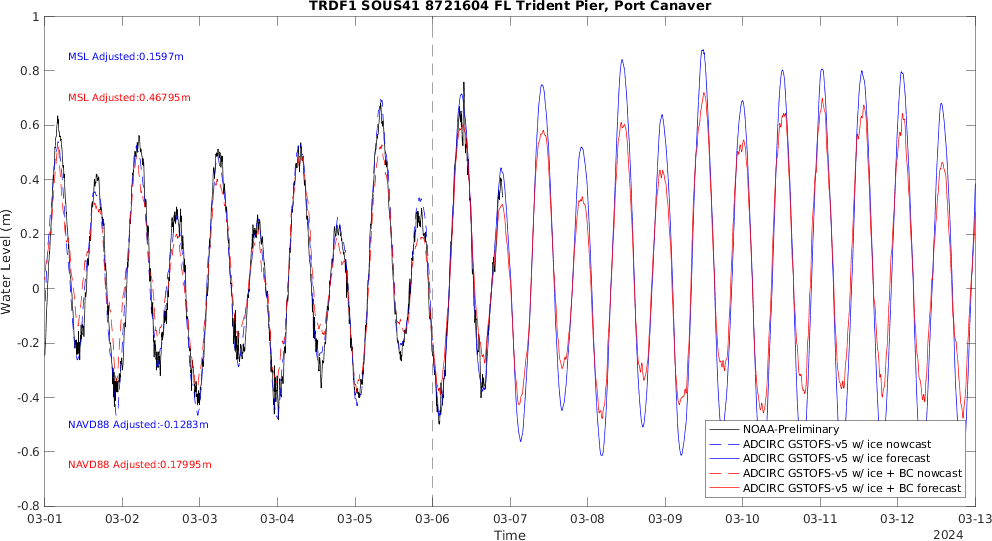 TRDF1 SOUS41 8721604 FL Trident Pier, Port Canaver
1
0.8
0.6
0.4
0.2
0
-0.2
-0.4
-0.6
-0.8
Water Level (m)
MSL Adjusted:0.1597m
MSL Adjusted:0.46795m
NAVD88 Adjusted:-0.1283m
NAVD88 Adjusted:0.17995m
NOAA-Preliminary
ADCIRC GSTOFS-v5 w/ ice nowcast
ADCIRC GSTOFS-v5 w/ ice forecast
ADCIRC GSTOFS-v5 w/ ice + BC nowcast
ADCIRC GSTOFS-v5 w/ ice + BC forecast
03-01 03-02 03-03 03-04 03-05 03-06 03-07 03-08 03-09 03-10 03-11 03-12 03-13
Time
2024